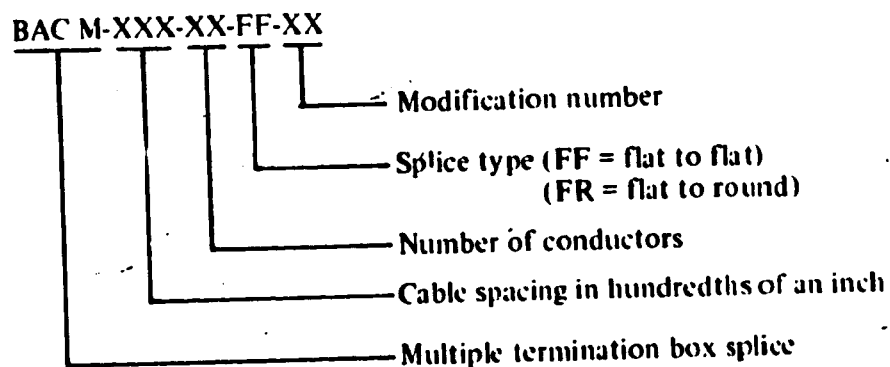 BAC M-XXX-XX-FF-XX
Modification number
Splice type (FF = flat to flat)
(FR = flat to round)
Number of conductors
Cable spacing in hundredths of an inch
Multiple termination box splice